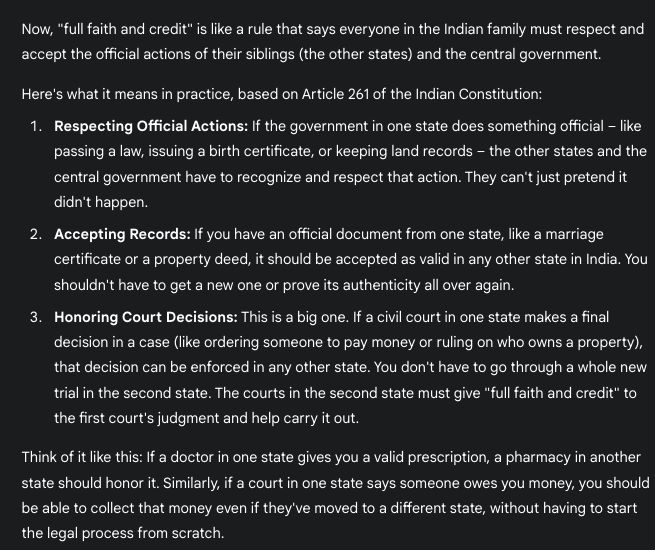 Now, "full faith and credit" is like a rule that says everyone in the Indian family must respect and
accept the official actions of their siblings (the other states) and the central government.
Here's what it means in practice, based on Article 261 of the Indian Constitution:
1. Respecting Official Actions: If the government in one state does something official – like
passing a law, issuing a birth certificate, or keeping land records – the other states and the
central government have to recognize and respect that action. They can't just pretend it
didn't happen.
2. Accepting Records: If you have an official document from one state, like a marriage
certificate or a property deed, it should be accepted as valid in any other state in India. You
shouldn't have to get a new one or prove its authenticity all over again.
3. Honoring Court Decisions: This is a big one. If a civil court in one state makes a final
decision in a case (like ordering someone to pay money or ruling on who owns a property),
that decision can be enforced in any other state. You don't have to go through a whole new
trial in the second state. The courts in the second state must give "full faith and credit" to
the first court's judgment and help carry it out.
Think of it like this: If a doctor in one state gives you a valid prescription, a pharmacy in another
state should honor it. Similarly, if a court in one state says someone owes you money, you should
be able to collect that money even if they've moved to a different state, without having to start
the legal process from scratch.